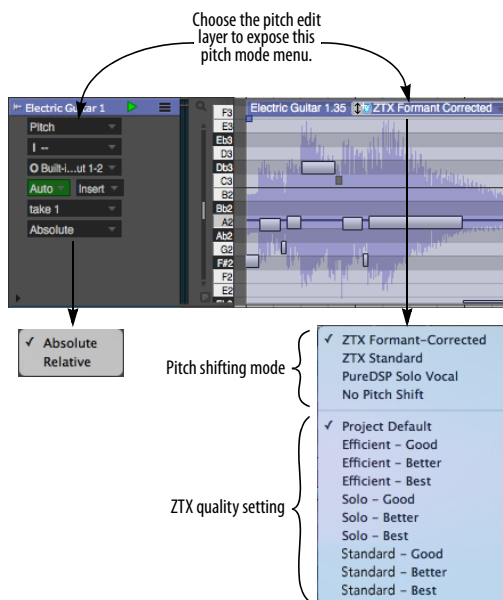 Choose the pitch edit
layer to expose this
pitch mode menu.
Electric Guitar 1
Pitch
I --
O Built-i...ut 1-2
Auto
Insert
take 1
Absolute
F3
E3
Eb3
D3
Db3
C3
B2
Bb2
A2
Ab2
G2
F#2
F2
E2
Electric Guitar 1.35
ZTX Formant Corrected
✓ Absolute
Relative
Pitch shifting mode
✓ ZTX Formant-Corrected
ZTX Standard
PureDSP Solo Vocal
No Pitch Shift
ZTX quality setting
✓ Project Default
Efficient – Good
Efficient – Better
Efficient – Best
Solo – Good
Solo – Better
Solo – Best
Standard – Good
Standard – Better
Standard – Best